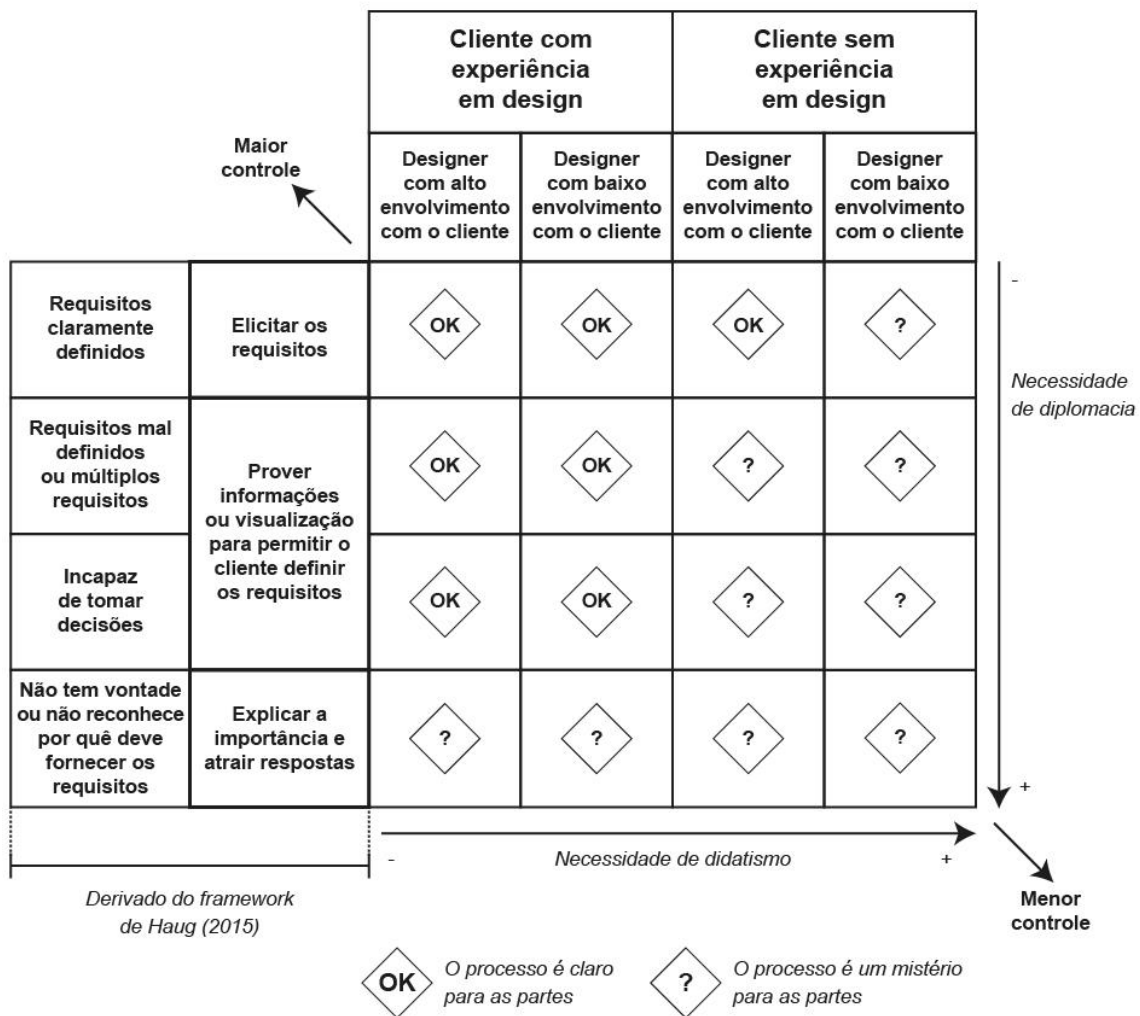 Cliente com
experiência
em design
Cliente sem
experiência
em design
Maior
controle
Designer
com alto
envolvimento
com o cliente
Designer
com baixo
envolvimento
com o cliente
Designer
com alto
envolvimento
com o cliente
Designer
com baixo
envolvimento
com o cliente
Requisitos
claramente
definidos
Elicitar os
requisitos
OK
OK
OK
?
-
Necessidade
de diplomacia
Requisitos mal
definidos
ou múltiplos
requisitos
Prover
informações
ou visualização
para permitir o
cliente definir
os requisitos
OK
OK
?
?
Incapaz
de tomar
decisões
OK
OK
?
?
Não tem vontade
ou não reconhece
por quê deve
fornecer os
requisitos
Explicar a
importância e
atrair respostas
?
?
?
?
+
-
Necessidade de didatismo
+
Menor
controle
Derivado do framework
de Haug (2015)
OK
O processo é claro
para as partes
?
O processo é um mistério
para as partes